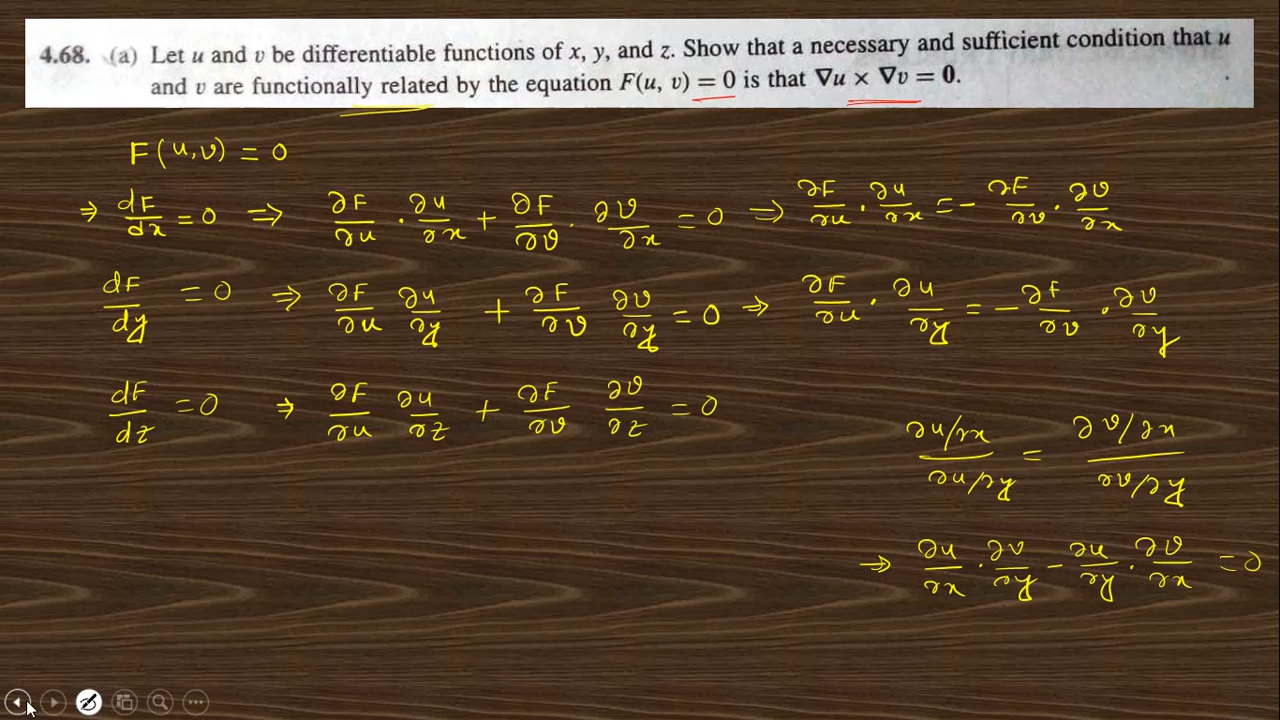 4.68. (a) Let u and v be differentiable functions of x, y, and z. Show that a necessary and sufficient condition that u
and v are functionally related by the equation F(u, v) = 0 is that ∇u × ∇v = 0.
F(u,v) = 0
⇒ dF/dx = 0 ⇒ ∂F/∂u · ∂u/∂x + ∂F/∂v · ∂v/∂x = 0 ⇒ ∂F/∂u · ∂u/∂x = - ∂F/∂v · ∂v/∂x
dF/dy = 0 ⇒ ∂F/∂u ∂u/∂y + ∂F/∂v ∂v/∂y = 0 ⇒ ∂F/∂u · ∂u/∂y = - ∂F/∂v · ∂v/∂y
dF/dz = 0 ⇒ ∂F/∂u ∂u/∂z + ∂F/∂v ∂v/∂z = 0
(∂u/∂x)/(∂u/∂y) = (∂v/∂x)/(∂v/∂y)
⇒ ∂u/∂x · ∂v/∂y - ∂u/∂y · ∂v/∂x = 0